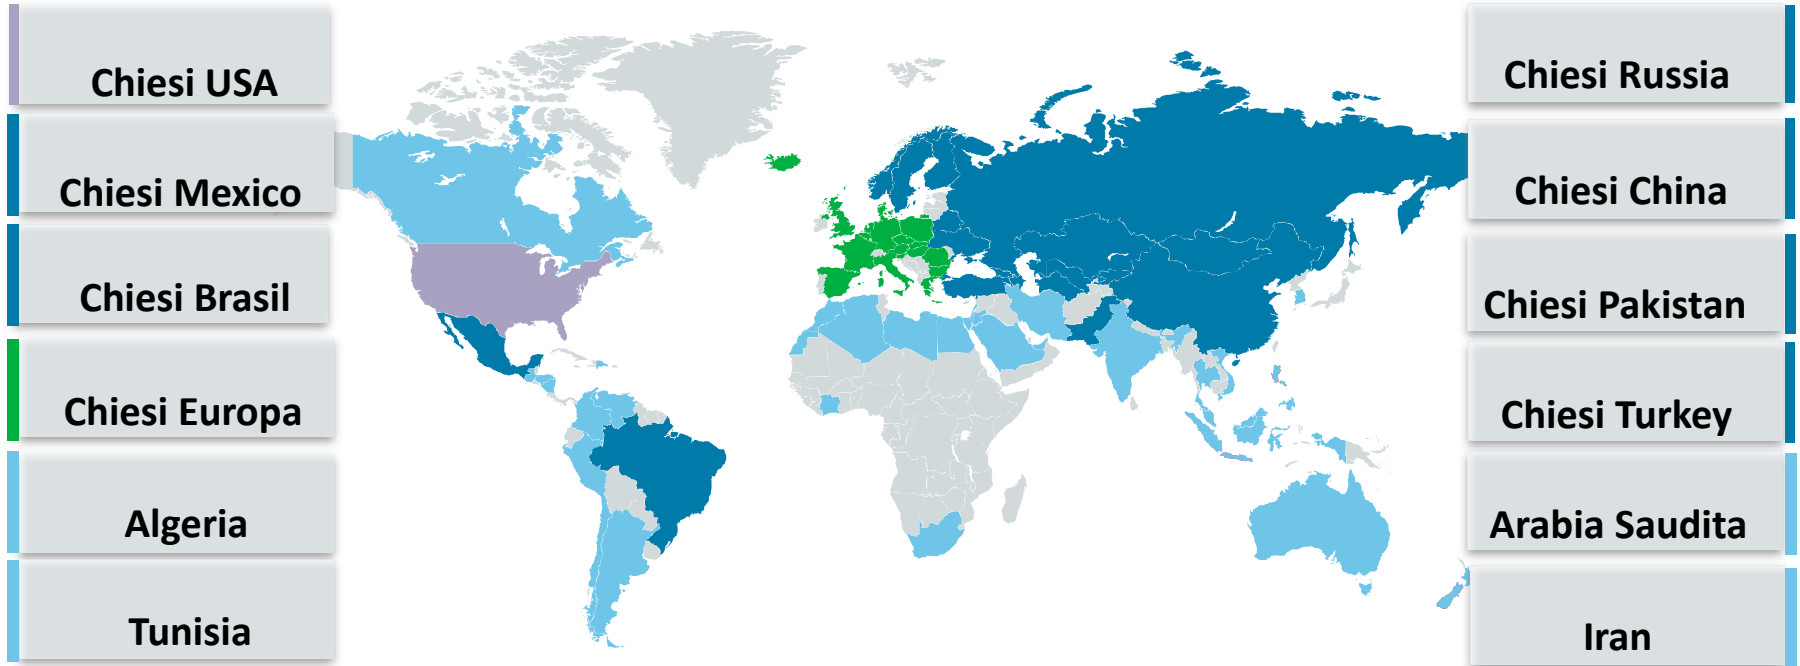 Chiesi USA
Chiesi Mexico
Chiesi Brasil
Chiesi Europa
Algeria
Tunisia
Chiesi Russia
Chiesi China
Chiesi Pakistan
Chiesi Turkey
Arabia Saudita
Iran